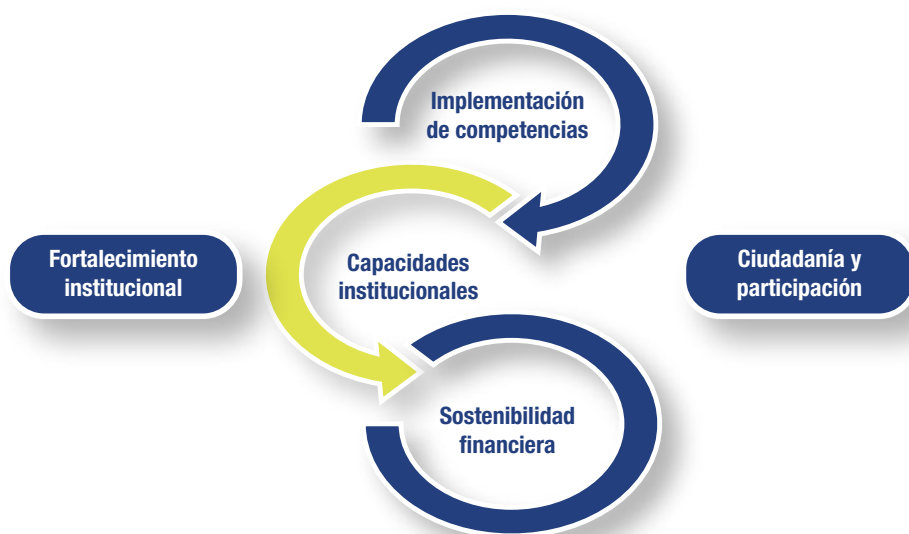 Implementación
de competencias
Fortalecimiento
institucional
Capacidades
institucionales
Ciudadanía y
participación
Sostenibilidad
financiera